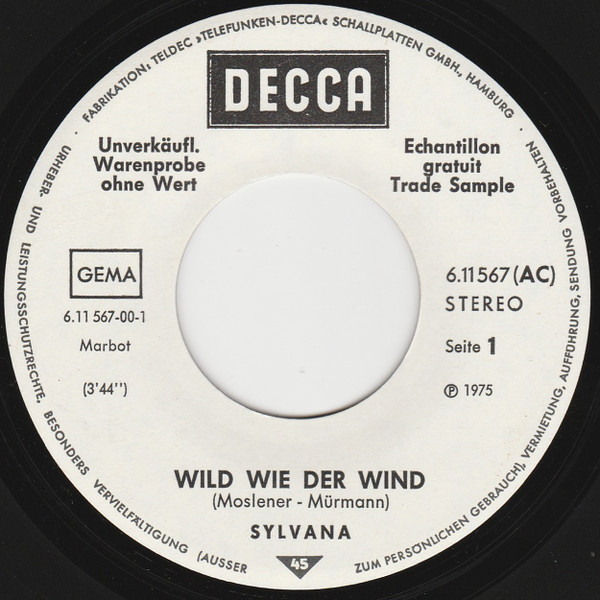 FABRIKATION: TELDEC »TELEFUNKEN-DECCA« SCHALLPLATTEN GMBH., HAMBURG ·
URHEBER- UND LEISTUNGSSCHUTZRECHTE, BESONDERS VERVIELFÄLTIGUNG (AUSSER ZUM PERSÖNLICHEN GEBRAUCH), VERMIETUNG, AUFFÜHRUNG, SENDUNG VORBEHALTEN ·
DECCA
Unverkäufl.
Warenprobe
ohne Wert
Echantillon
gratuit
Trade Sample
GEMA
6.11 567-00-1
Marbot
(3'44'')
6.11567 (AC)
STEREO
Seite 1
℗ 1975
WILD WIE DER WIND
(Moslener - Mürmann)
SYLVANA
45